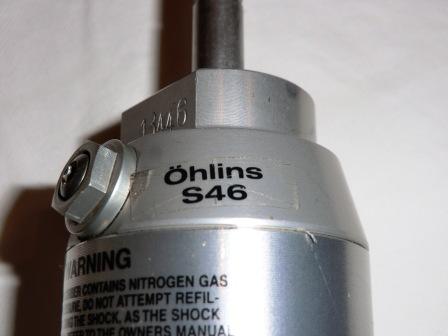 Öhlins
S46
WARNING
CONTAINS NITROGEN GAS
DO NOT ATTEMPT REFIL-
THE SHOCK, AS THE SHOCK
TO THE OWNERS MANUAL